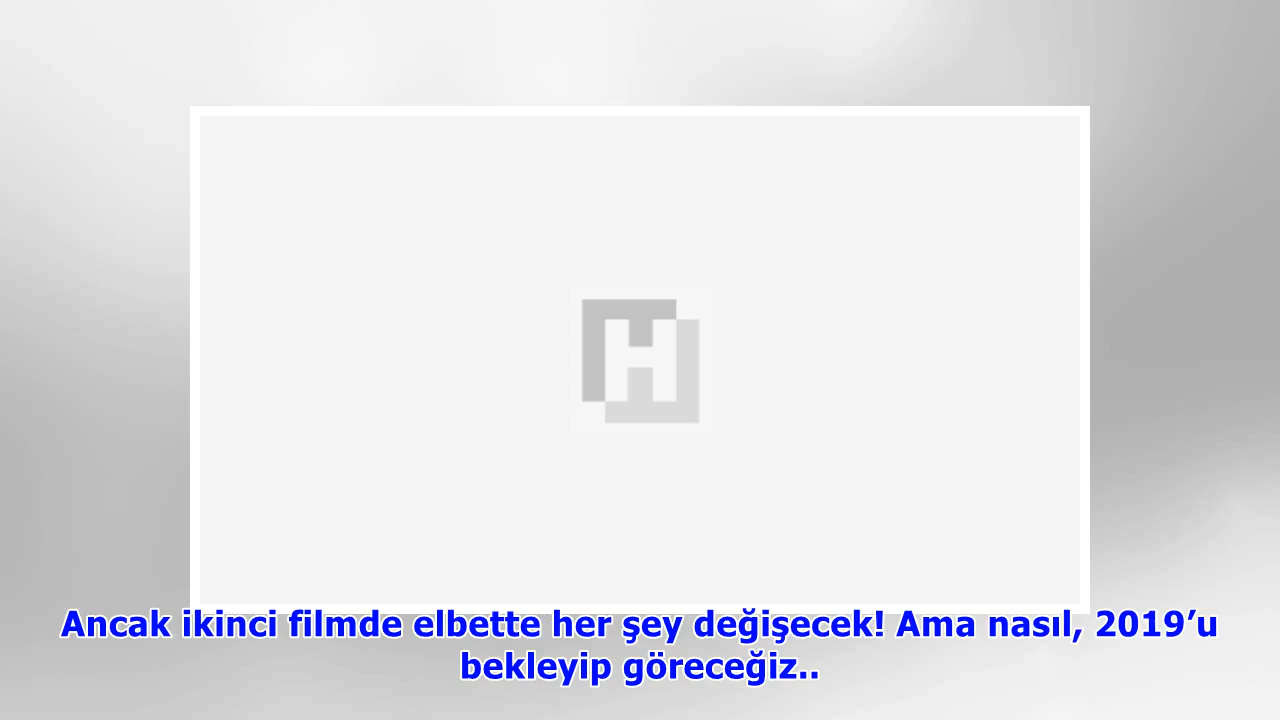 Ancak ikinci filmde elbette her şey değişecek! Ama nasıl, 2019’u
bekleyip göreceğiz..